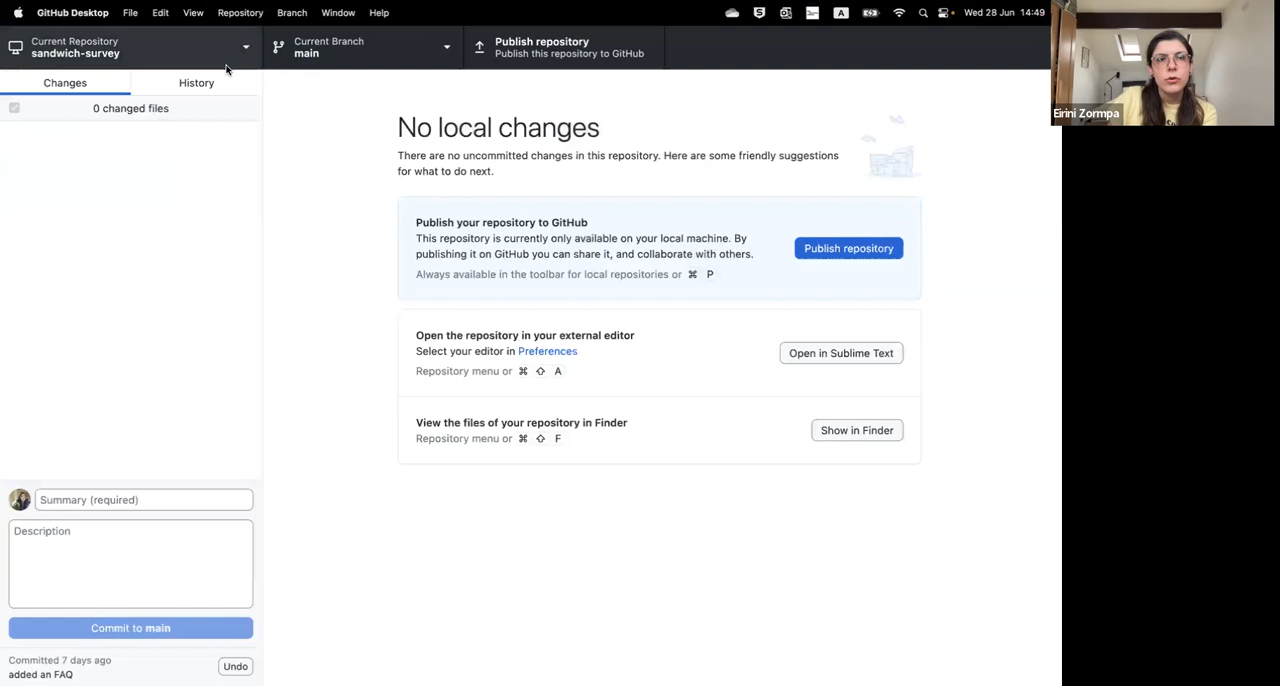 GitHub Desktop File Edit View Repository Branch Window Help
A
Wed 28 Jun 14:49
Current Repository
sandwich-survey
Current Branch
main
Publish repository
Publish this repository to GitHub
Changes
History
0 changed files
No local changes
There are no uncommitted changes in this repository. Here are some friendly suggestions
for what to do next.
Publish your repository to GitHub
This repository is currently only available on your local machine. By
publishing it on GitHub you can share it, and collaborate with others.
Always available in the toolbar for local repositories or ⌘ P
Publish repository
Open the repository in your external editor
Select your editor in Preferences
Repository menu or ⌘ ⇧ A
Open in Sublime Text
View the files of your repository in Finder
Repository menu or ⌘ ⇧ F
Show in Finder
Summary (required)
Description
Commit to main
Committed 7 days ago
added an FAQ
Undo
Eirini Zormpa